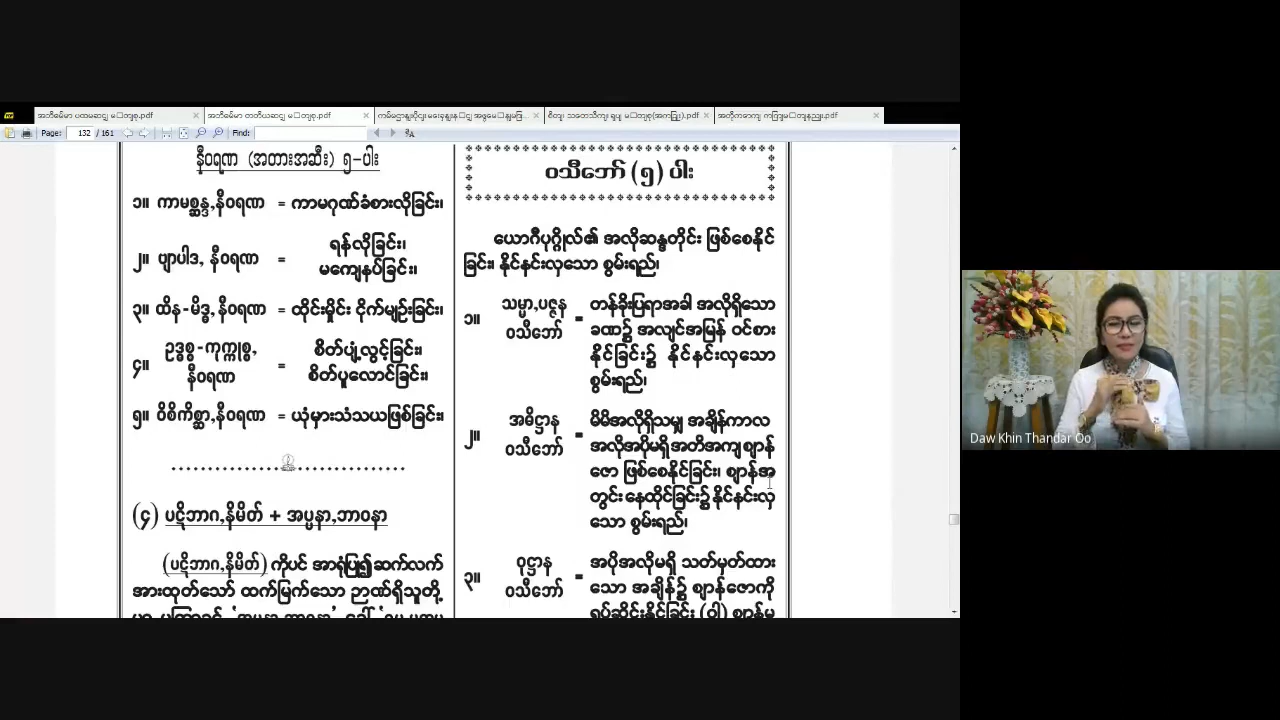 Page: 132 / 161 Find:
နီဝရဏ (အတားအဆီး) ၅-ပါး
၁။ ကာမစ္ဆန္ဒ,နီဝရဏ = ကာမဂုဏ်ခံစားလိုခြင်း၊
၂။ ဗျာပါဒ, နီဝရဏ = ရန်လိုခြင်း၊
မကျေနပ်ခြင်း၊
၃။ ထိန-မိဒ္ဓ,နီဝရဏ = ထိုင်းမှိုင်း ငိုက်မျဉ်းခြင်း၊
၄။ ဥဒ္ဓစ္စ-ကုက္ကုစ္စ,
နီဝရဏ = စိတ်ပျံ့လွင့်ခြင်း၊
စိတ်ပူလောင်ခြင်း၊
၅။ ဝိစိကိစ္ဆာ,နီဝရဏ = ယုံမှားသံသယဖြစ်ခြင်း၊
(၄) ပဋိဘာဂ,နိမိတ် + အပ္ပနာ,ဘာဝနာ
(ပဋိဘာဂ,နိမိတ်) ကိုပင် အာရုံပြု၍ဆက်လက်
အားထုတ်သော် ထက်မြက်သော ဉာဏ်ရှိသူတို့
ဝသီဘော် (၅) ပါး
ယောဂီပုဂ္ဂိုလ်၏ အလိုဆန္ဒတိုင်း ဖြစ်စေနိုင်
ခြင်း၊ နိုင်နင်းလှသော စွမ်းရည်၊
၁။ သမ္မာ,ပဇ္ဇန
ဝသီဘော် = တန်ခိုးပြရာအခါ အလိုရှိသော
ခဏ၌ အလျင်အမြန် ဝင်စား
နိုင်ခြင်း၌ နိုင်နင်းလှသော
စွမ်းရည်၊
၂။ အဓိဋ္ဌာန
ဝသီဘော် = မိမိအလိုရှိသမျှ အချိန်ကာလ
အလိုအပိုမရှိ အတိအကျ ဈာန်
ဇော ဖြစ်စေနိုင်ခြင်း၊ ဈာန်အ
တွင်း နေထိုင်ခြင်း၌ နိုင်နင်းလှ
သော စွမ်းရည်၊
၃။ ဝုဋ္ဌာန
ဝသီဘော် = အပိုအလိုမရှိ သတ်မှတ်ထား
သော အချိန်၌ ဈာန်ဇောကို
ရပ်ဆိုင်းနိုင်ခြင်း (ဝါ) ဈာန်မှ
Daw Khin Thandar Oo